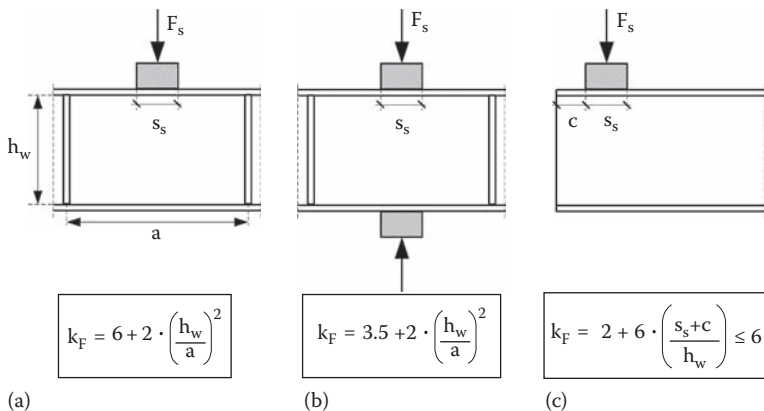 F_s F_s F_s
s_s s_s c s_s
h_w
a
k_F = 6 + 2 · (h_w/a)^2 k_F = 3.5 + 2 · (h_w/a)^2 k_F = 2 + 6 · (s_s+c/h_w) ≤ 6
(a) (b) (c)